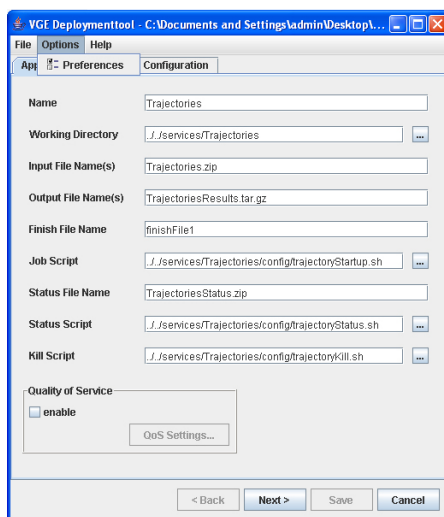 VGE Deploymenttool - C:\Documents and Settings\admin\Desktop\...
File Options Help
App Preferences Configuration
Name Trajectories
Working Directory ../../services/Trajectories ...
Input File Name(s) Trajectories.zip
Output File Name(s) TrajectoriesResults.tar.gz
Finish File Name finishFile1
Job Script ../../services/Trajectories/config/trajectoryStartup.sh ...
Status File Name TrajectoriesStatus.zip
Status Script ../../services/Trajectories/config/trajectoryStatus.sh ...
Kill Script ../../services/Trajectories/config/trajectoryKill.sh ...
Quality of Service
enable
QoS Settings...
< Back Next > Save Cancel